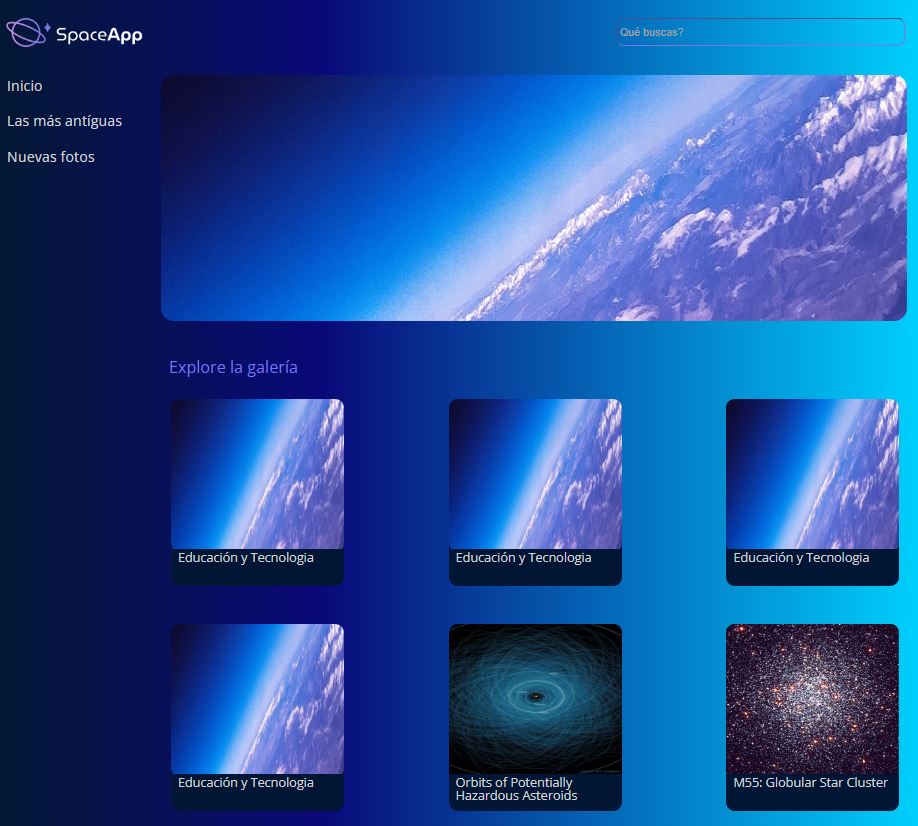 SpaceApp
Qué buscas?
Inicio
Las más antíguas
Nuevas fotos
Explore la galería
Educación y Tecnologia
Educación y Tecnologia
Educación y Tecnologia
Educación y Tecnologia
Orbits of Potentially
Hazardous Asteroids
M55: Globular Star Cluster